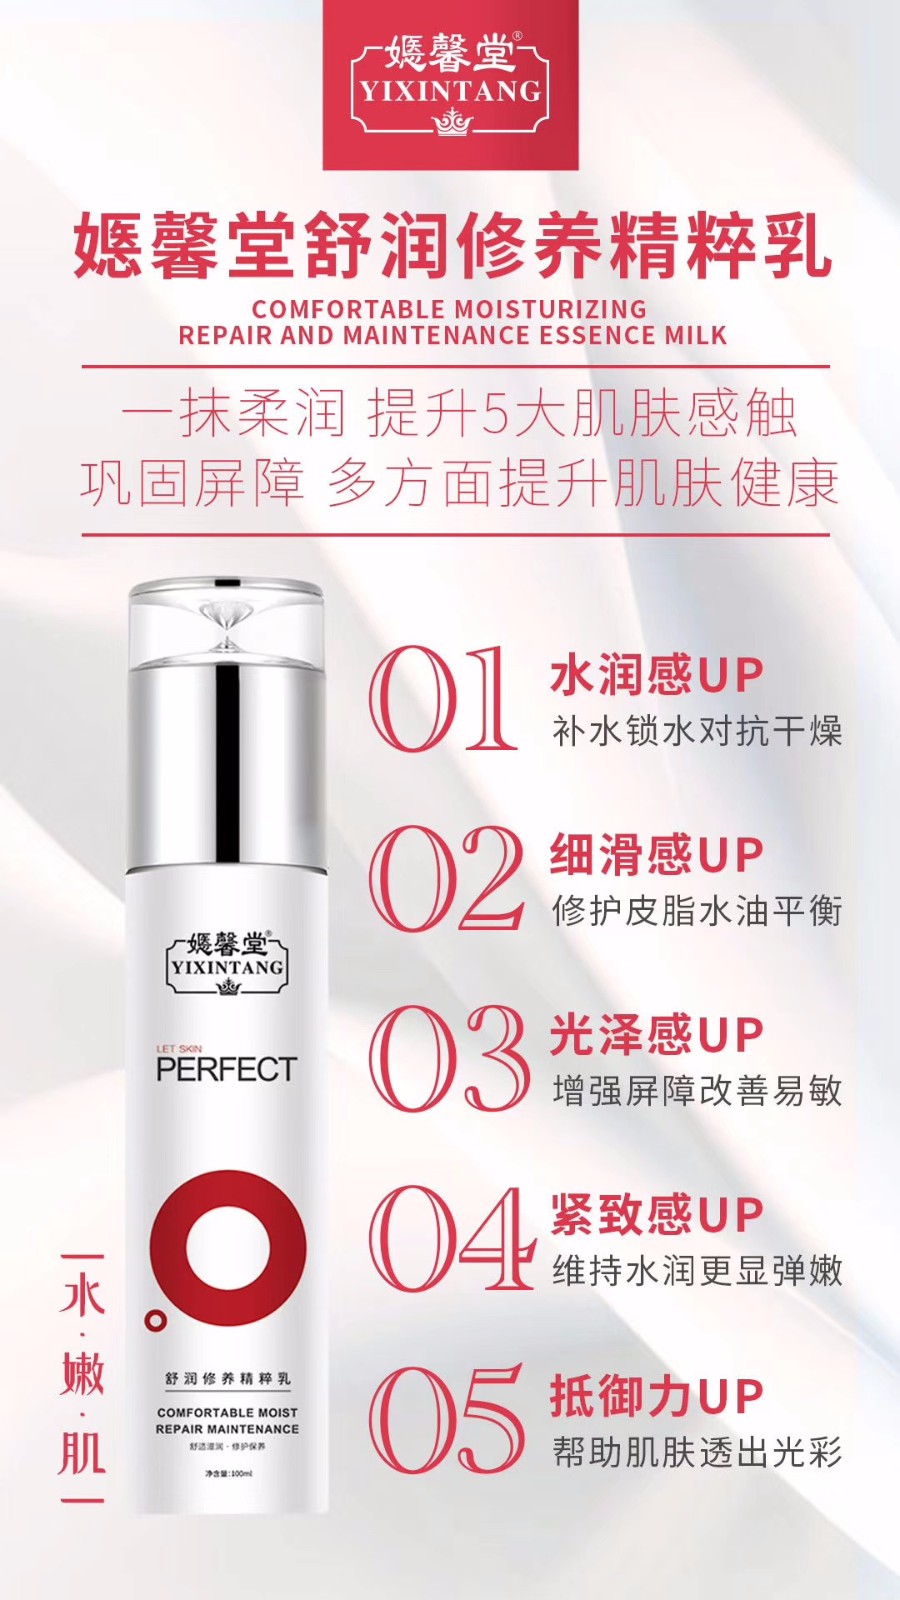 嬑馨堂®
YIXINTANG
嬑馨堂舒润修养精粹乳
COMFORTABLE MOISTURIZING
REPAIR AND MAINTENANCE ESSENCE MILK
一抹柔润 提升5大肌肤感触
巩固屏障 多方面提升肌肤健康
01 水润感UP
补水锁水对抗干燥
02 细滑感UP
修护皮脂水油平衡
03 光泽感UP
增强屏障改善易敏
04 紧致感UP
维持水润更显弹嫩
05 抵御力UP
帮助肌肤透出光彩
水·嫩·肌
嬑馨堂®
YIXINTANG
LET SKIN
PERFECT
舒润修养精粹乳
COMFORTABLE MOIST
REPAIR MAINTENANCE
舒适滋润·修护保养
净含量:100ml